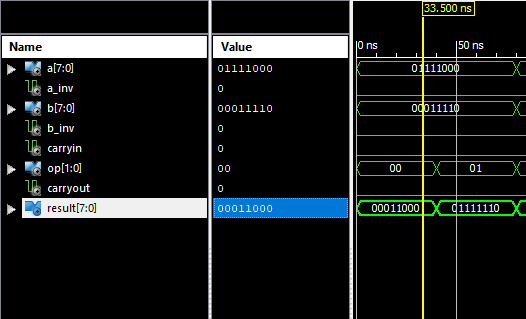 33.500 ns
Name Value 0 ns 50 ns
a[7:0] 01111000 01111000
a_inv 0
b[7:0] 00011110 00011110
b_inv 0
carryin 0
op[1:0] 00 00 01
carryout 0
result[7:0] 00011000 00011000 01111110